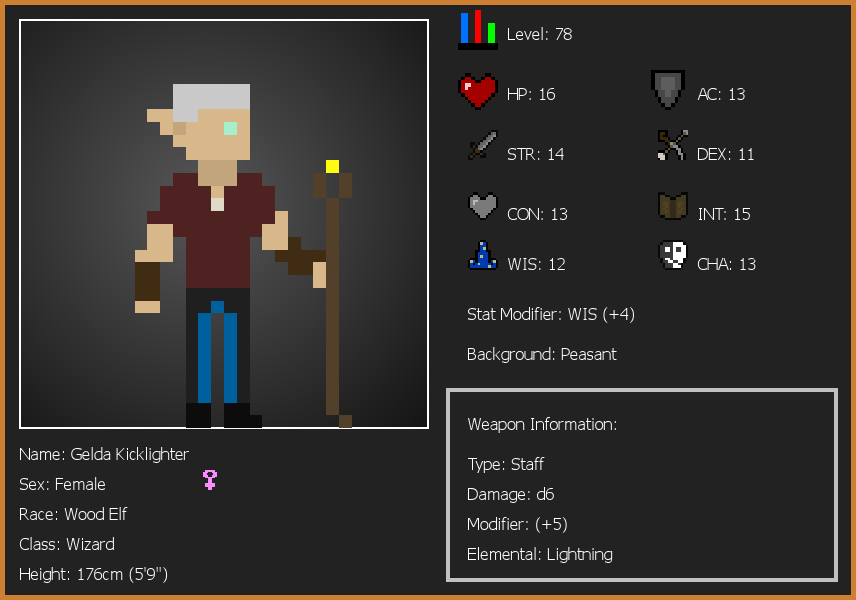 Level: 78
HP: 16
AC: 13
STR: 14
DEX: 11
CON: 13
INT: 15
WIS: 12
CHA: 13
Stat Modifier: WIS (+4)
Background: Peasant
Weapon Information:
Type: Staff
Damage: d6
Modifier: (+5)
Elemental: Lightning
Name: Gelda Kicklighter
Sex: Female
Race: Wood Elf
Class: Wizard
Height: 176cm (5'9")